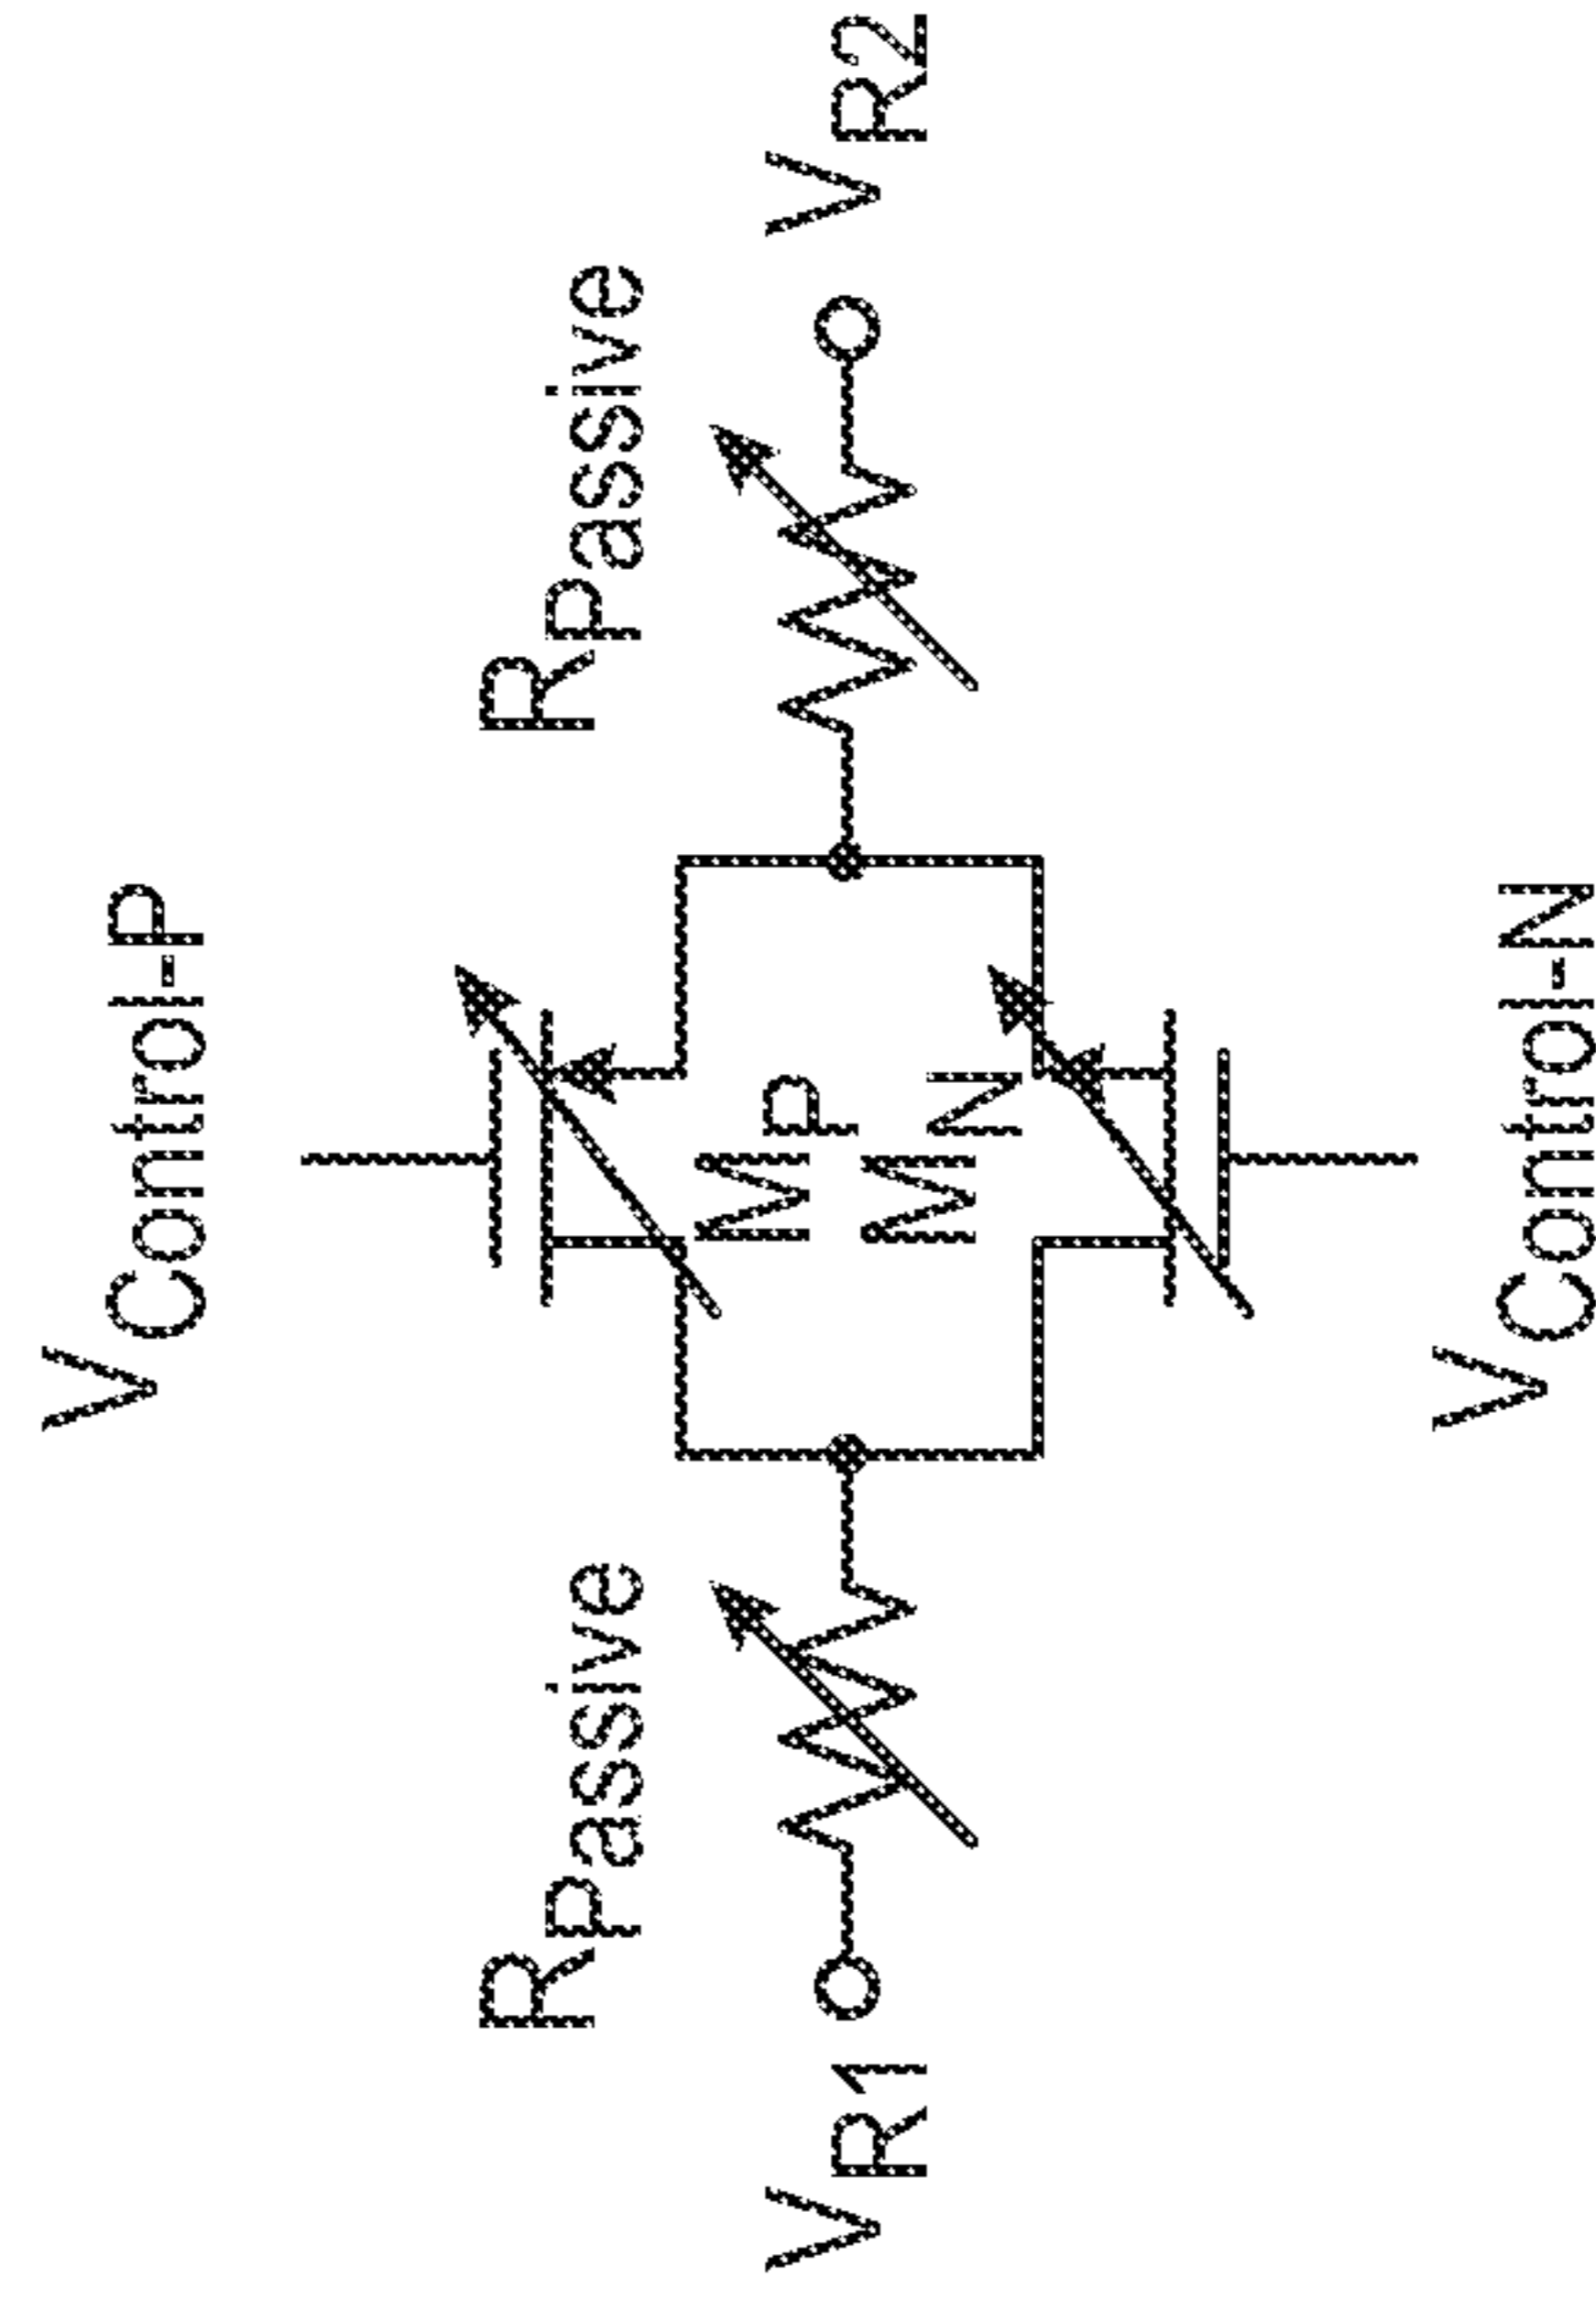 VControl-P
RPassive
RPassive
VR1
MP
MN
VR2
VControl-N